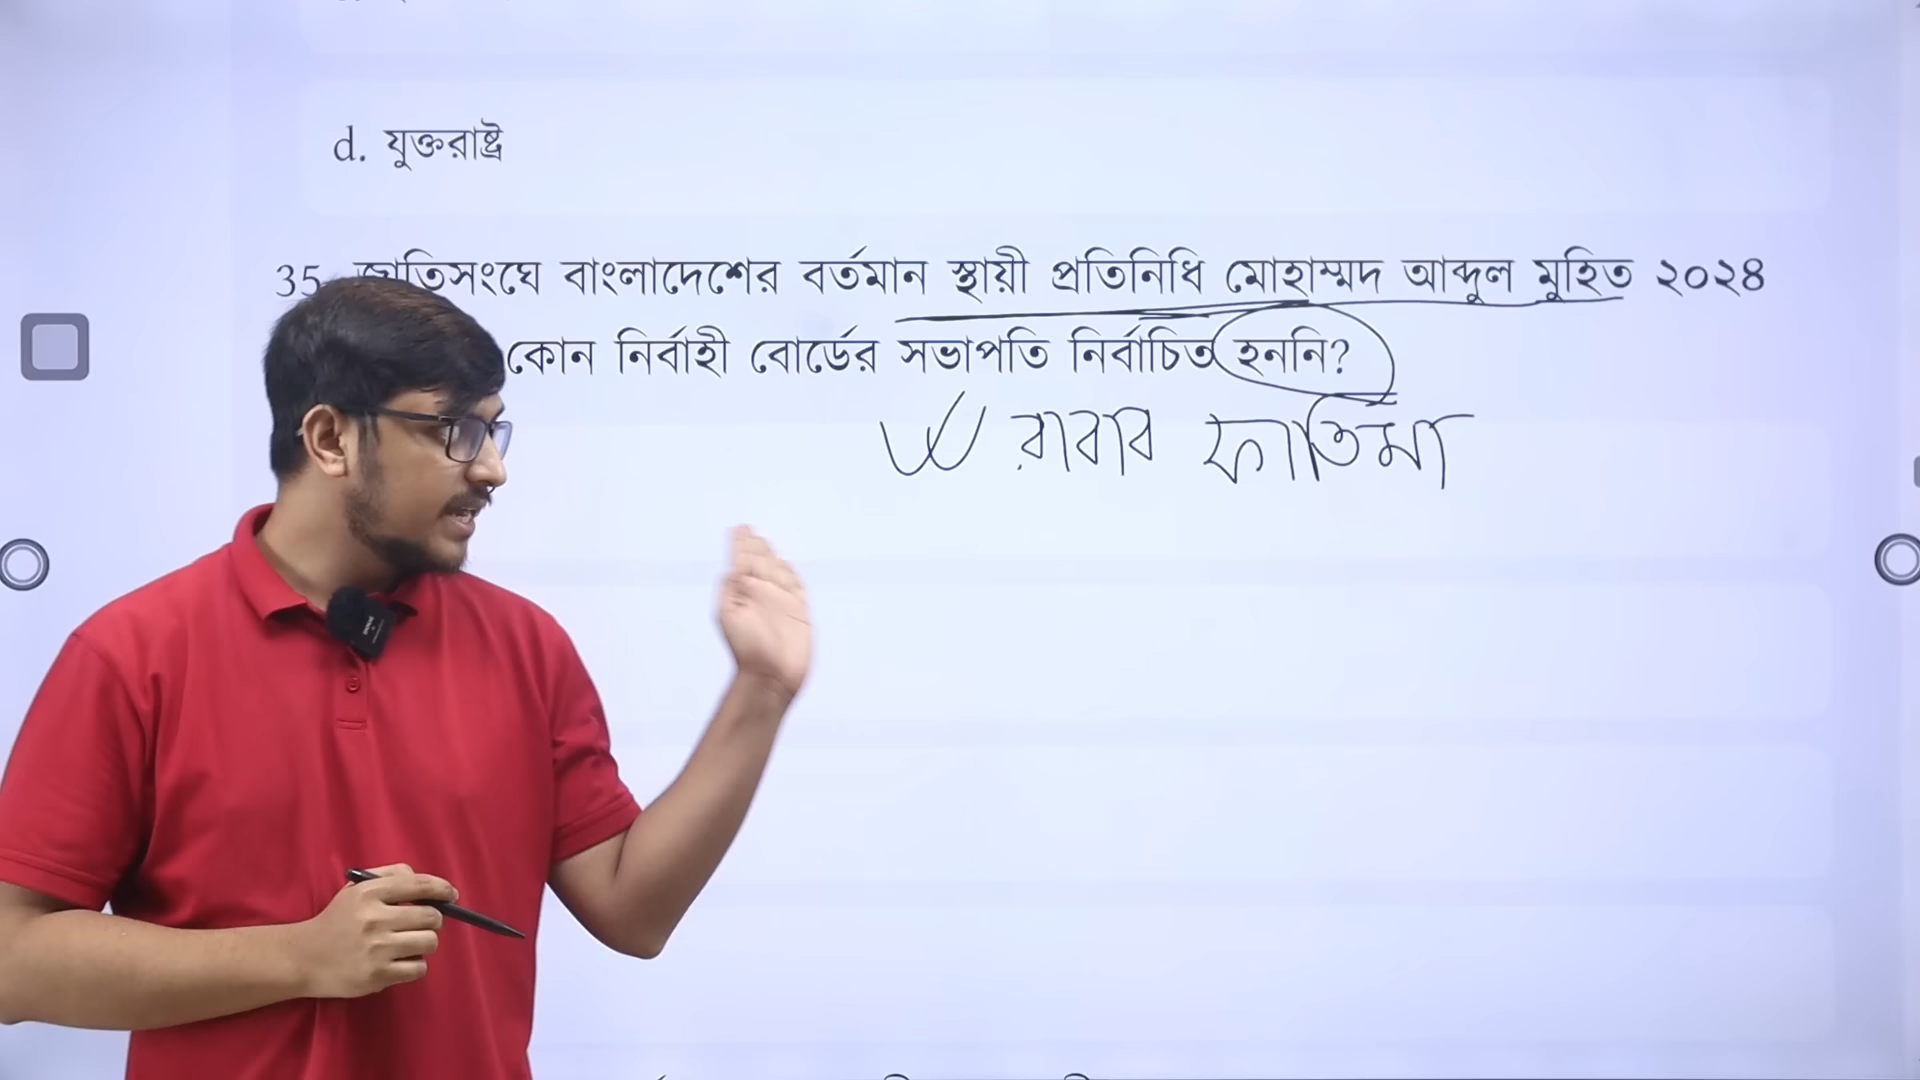 d. যুক্তরাষ্ট্র
35 জাতিসংঘে বাংলাদেশের বর্তমান স্থায়ী প্রতিনিধি মোহাম্মদ আব্দুল মুহিত ২০২৪
কোন নির্বাহী বোর্ডের সভাপতি নির্বাচিত হননি?
রাবাব ফাতিমা